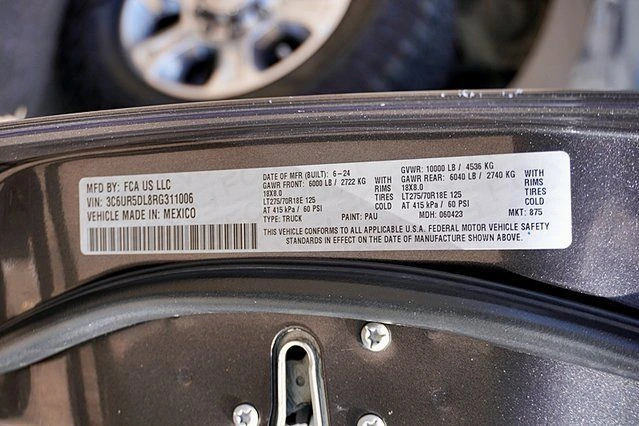 MFD BY: FCA US LLC
VIN: 3C6UR5DL8RG311006
VEHICLE MADE IN: MEXICO
DATE OF MFR (BUILT): 6-24
GAWR FRONT: 6000 LB / 2722 KG WITH
18X8.0 RIMS
LT275/70R18E 125 TIRES
AT 415 kPa / 60 PSI COLD
TYPE: TRUCK PAINT: PAU
GVWR: 10000 LB / 4536 KG
GAWR REAR: 6040 LB / 2740 KG WITH
18X8.0 RIMS
LT275/70R18E 125 TIRES
AT 415 kPa / 60 PSI COLD
MDH: 060423 MKT: 875
THIS VEHICLE CONFORMS TO ALL APPLICABLE U.S.A. FEDERAL MOTOR VEHICLE SAFETY
STANDARDS IN EFFECT ON THE DATE OF MANUFACTURE SHOWN ABOVE.